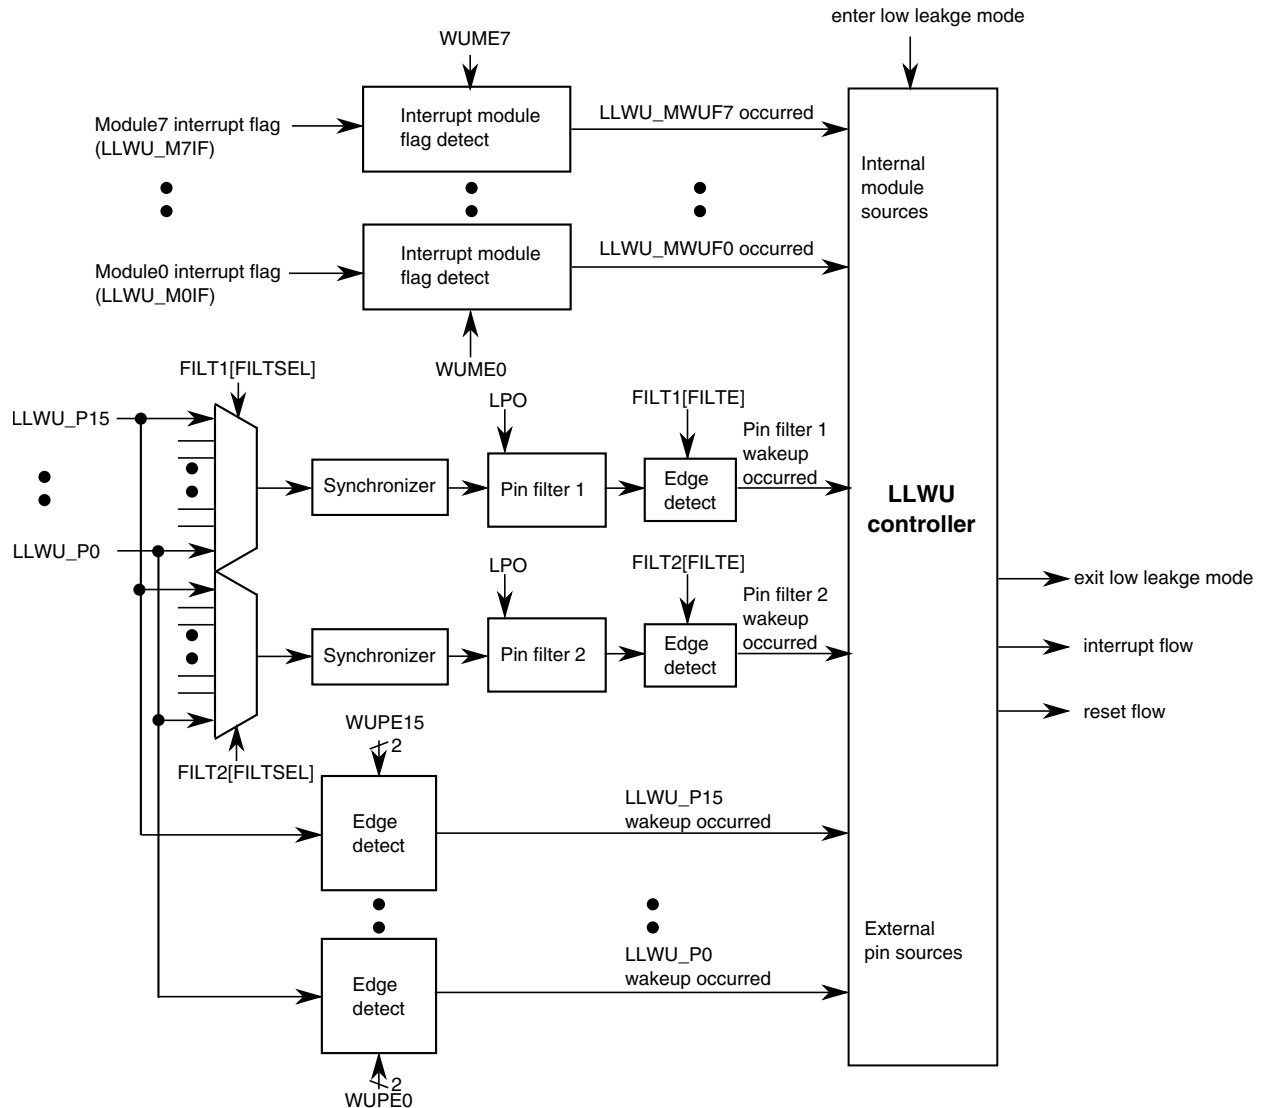 enter low leakge mode
WUME7
Module7 interrupt flag
(LLWU_M7IF)
Interrupt module
flag detect
LLWU_MWUF7 occurred
Internal
module
sources
Module0 interrupt flag
(LLWU_M0IF)
Interrupt module
flag detect
LLWU_MWUF0 occurred
WUME0
FILT1[FILTSEL]
LLWU_P15
LLWU_P0
Synchronizer
LPO
Pin filter 1
FILT1[FILTE]
Edge
detect
Pin filter 1
wakeup
occurred
LLWU
controller
Synchronizer
LPO
Pin filter 2
FILT2[FILTE]
Edge
detect
Pin filter 2
wakeup
occurred
FILT2[FILTSEL]
exit low leakge mode
interrupt flow
reset flow
WUPE15
2
Edge
detect
LLWU_P15
wakeup occurred
External
pin sources
Edge
detect
LLWU_P0
wakeup occurred
2
WUPE0